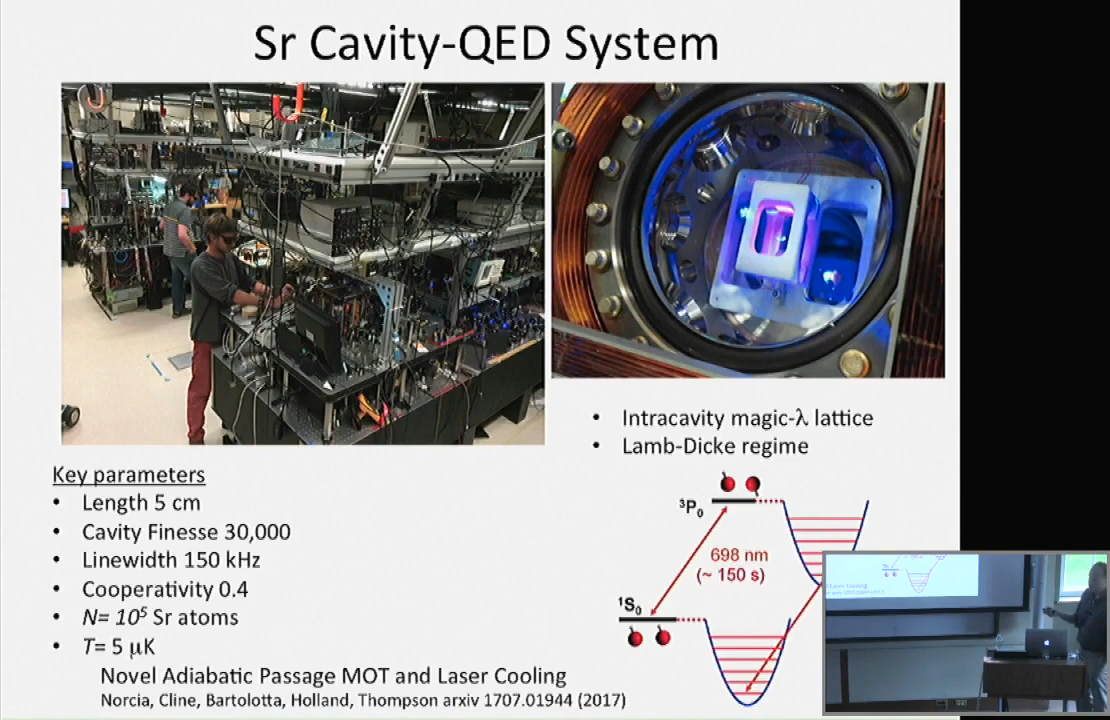 Sr Cavity-QED System
• Intracavity magic-λ lattice
• Lamb-Dicke regime
Key parameters
• Length 5 cm
• Cavity Finesse 30,000
• Linewidth 150 kHz
• Cooperativity 0.4
• N= 10⁵ Sr atoms
• T= 5 μK
Novel Adiabatic Passage MOT and Laser Cooling
Norcia, Cline, Bartolotta, Holland, Thompson arxiv 1707.01944 (2017)
³P₀
698 nm
(~ 150 s)
¹S₀